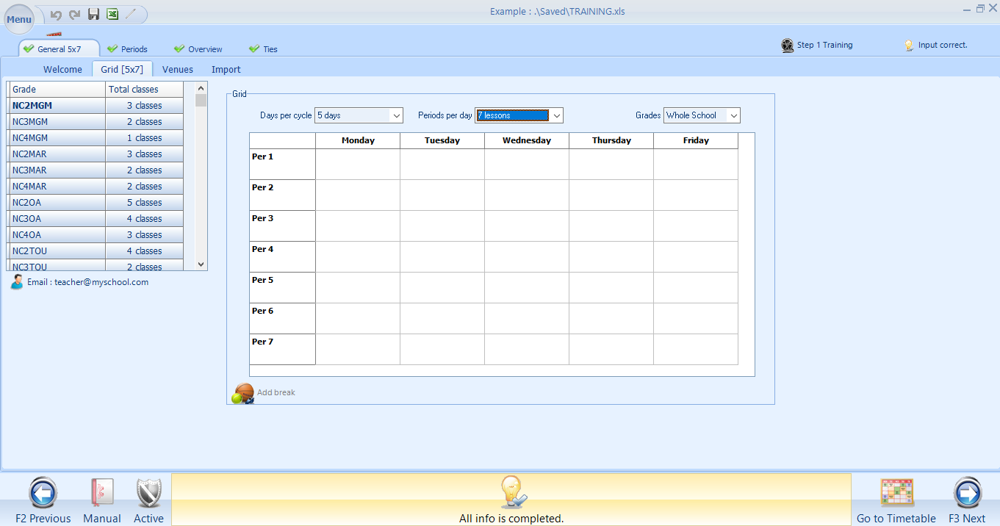 Example : .\Saved\TRAINING.xls
Menu
General 5x7 Periods Overview Ties Step 1 Training Input correct.
Welcome Grid [5x7] Venues Import
Grade Total classes
NC2MGM 3 classes
NC3MGM 2 classes
NC4MGM 1 classes
NC2MAR 3 classes
NC3MAR 2 classes
NC4MAR 2 classes
NC2OA 5 classes
NC3OA 4 classes
NC4OA 3 classes
NC2TOU 4 classes
NC3TOU 2 classes
Email : teacher@myschool.com
Grid
Days per cycle 5 days Periods per day 7 lessons Grades Whole School
Monday Tuesday Wednesday Thursday Friday
Per 1
Per 2
Per 3
Per 4
Per 5
Per 6
Per 7
Add break
F2 Previous Manual Active All info is completed. Go to Timetable F3 Next